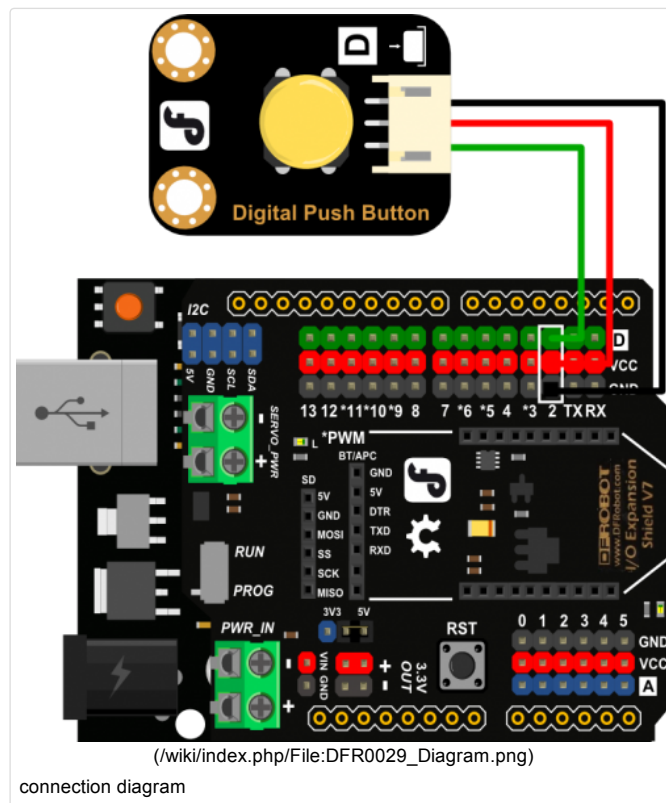 D
Digital Push Button
I2C
5V GND SCL SDA
D
VCC
GND
13 12 *11 *10 *9 8 7 *6 *5 4 *3 2 TX RX
- SERVO_PWR +
L
*PWM
BT/APC
GND
5V
DTR
TXD
RXD
SD
5V
GND
MOSI
SS
SCK
MISO
DFROBOT
www.DFRobot.com
I/O Expansion
Shield V7
RUN
PROG
3V3 5V
PWR_IN
- +
VIN GND
+ -
3.3V
OUT
RST
0 1 2 3 4 5
GND
VCC
A
(/wiki/index.php/File:DFR0029_Diagram.png)
connection diagram